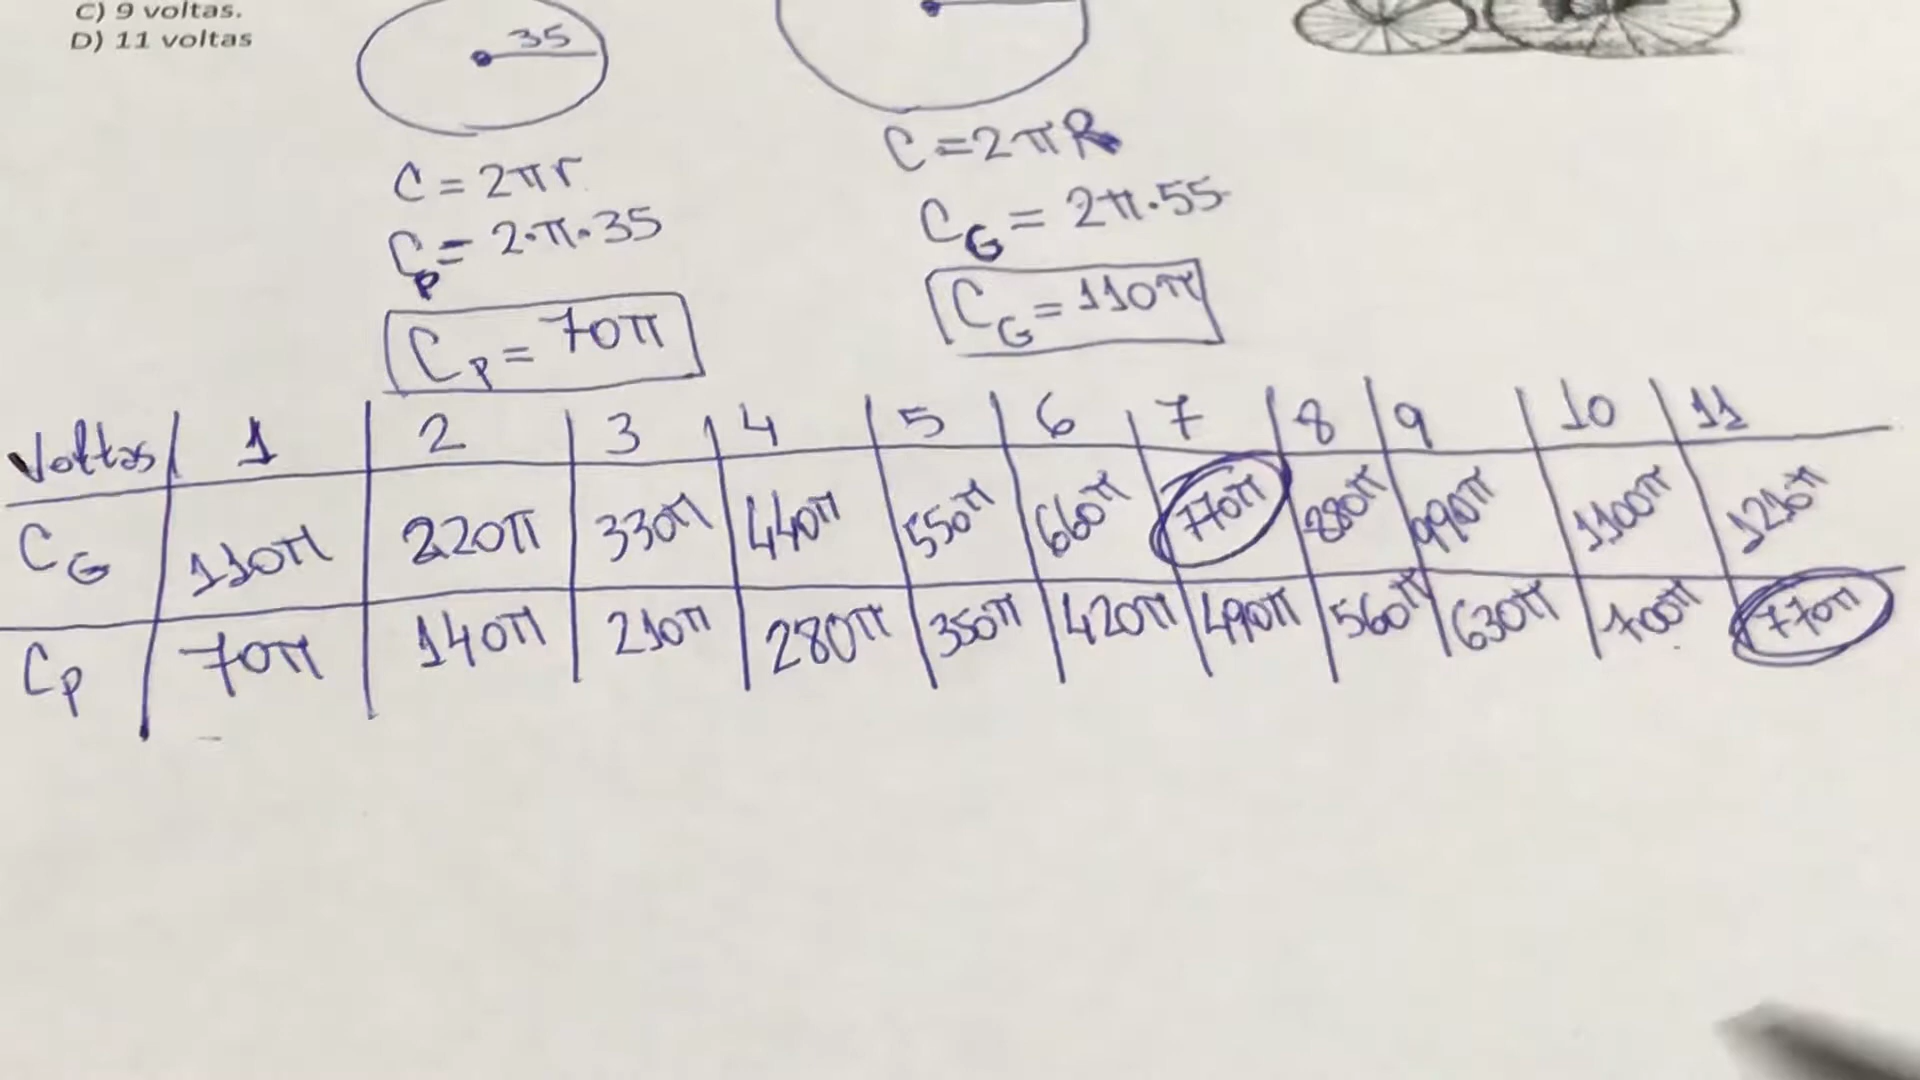 C) 9 voltas.
D) 11 voltas
35
C = 2πr
Cp = 2·π·35
Cp = 70π
C = 2πR
CG = 2π.55
CG = 110π
Voltas 1 2 3 4 5 6 7 8 9 10 11
CG 110π 220π 330π 440π 550π 660π 770π 880π 990π 1100π 1210π
Cp 70π 140π 210π 280π 350π 420π 490π 560π 630π 700π 770π